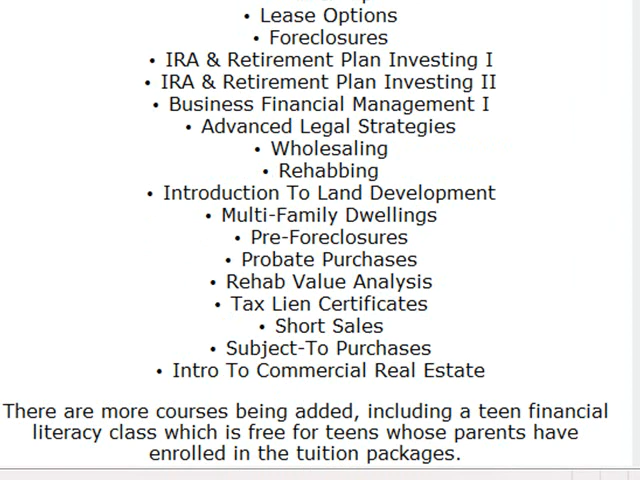 • Lease Options
• Foreclosures
• IRA & Retirement Plan Investing I
• IRA & Retirement Plan Investing II
• Business Financial Management I
• Advanced Legal Strategies
• Wholesaling
• Rehabbing
• Introduction To Land Development
• Multi-Family Dwellings
• Pre-Foreclosures
• Probate Purchases
• Rehab Value Analysis
• Tax Lien Certificates
• Short Sales
• Subject-To Purchases
• Intro To Commercial Real Estate
There are more courses being added, including a teen financial
literacy class which is free for teens whose parents have
enrolled in the tuition packages.